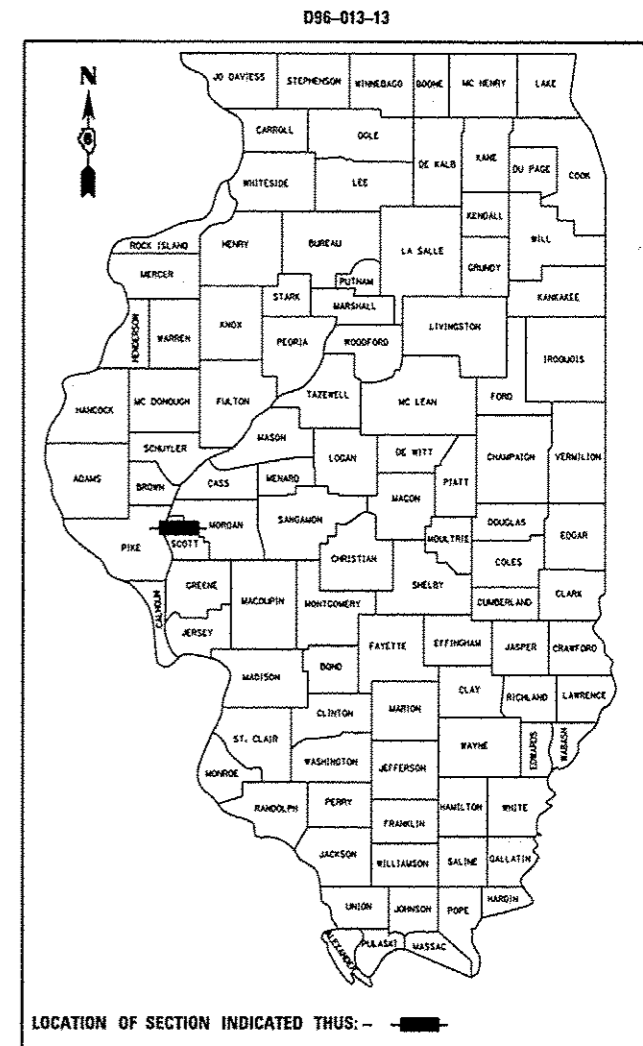 D96-013-13
N
JO DAVIESS STEPHENSON WINNEBAGO BOONE MC HENRY LAKE
CARROLL OGLE DE KALB KANE DU PAGE COOK
WHITESIDE LEE KENDALL WILL
ROCK ISLAND HENRY BUREAU LA SALLE GRUNDY
MERCER PUTNAM KANKAKEE
STARK MARSHALL
HENDERSON WARREN KNOX PEORIA WOODFORD LIVINGSTON IROQUOIS
HANCOCK MC DONOUGH FULTON TAZEWELL MC LEAN FORD
MASON
SCHUYLER LOGAN DE WITT CHAMPAIGN VERMILION
ADAMS BROWN CASS MENARD PIATT
MACON
MORGAN SANGAMON DOUGLAS
PIKE SCOTT CHRISTIAN MOULTRIE COLES EDGAR
GREENE SHELBY
CALHOUN MACOUPIN MONTGOMERY CUMBERLAND CLARK
JERSEY
FAYETTE EFFINGHAM JASPER CRAWFORD
MADISON BOND
CLAY RICHLAND LAWRENCE
CLINTON MARION
ST. CLAIR WAYNE EDWARDS WABASH
WASHINGTON JEFFERSON
MONROE
RANDOLPH PERRY HAMILTON WHITE
FRANKLIN
JACKSON WILLIAMSON SALINE GALLATIN
HARDIN
UNION JOHNSON POPE
ALEXANDER PULASKI MASSAC
LOCATION OF SECTION INDICATED THUS: -